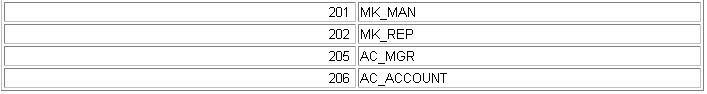 201 MK_MAN
202 MK_REP
205 AC_MGR
206 AC_ACCOUNT